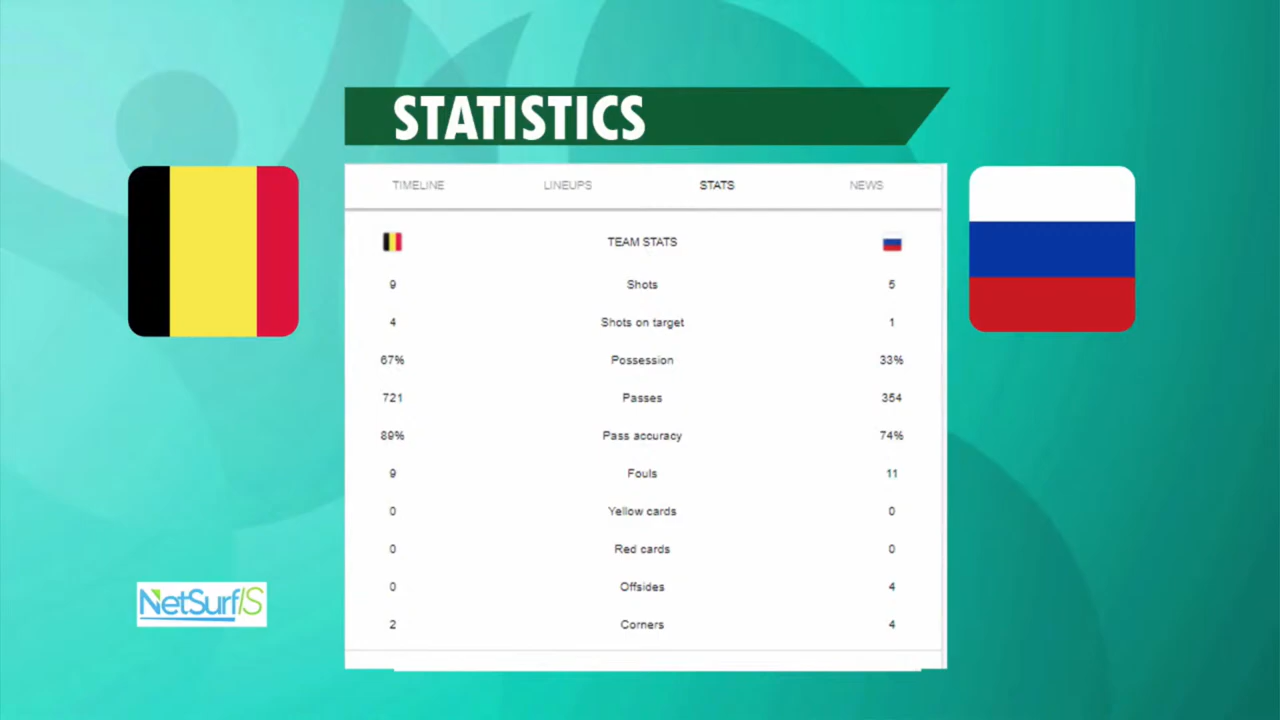 STATISTICS
TIMELINE LINEUPS STATS NEWS
TEAM STATS
9 Shots 5
4 Shots on target 1
67% Possession 33%
721 Passes 354
89% Pass accuracy 74%
9 Fouls 11
0 Yellow cards 0
0 Red cards 0
0 Offsides 4
2 Corners 4
NetSurf/S